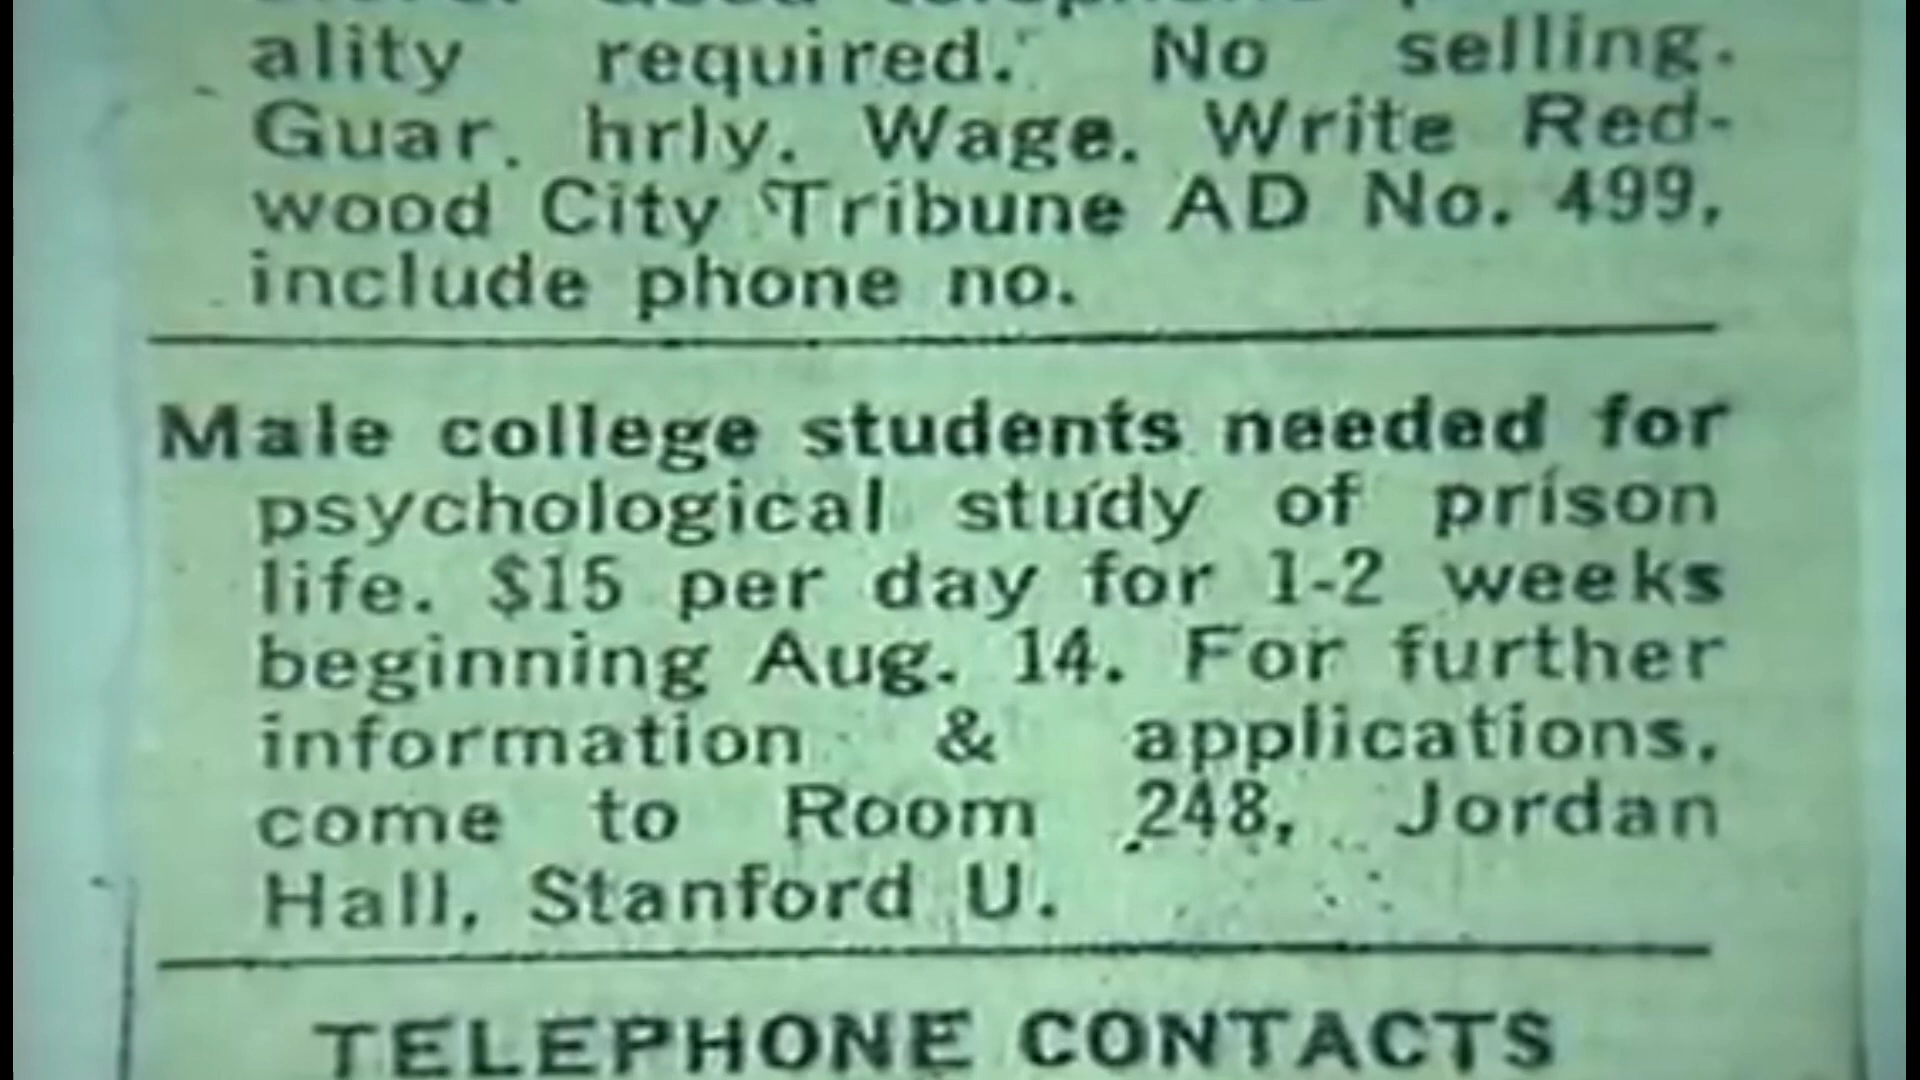 ality required. No selling.
Guar. hrly. Wage. Write Red-
wood City Tribune AD No. 499,
include phone no.
Male college students needed for
psychological study of prison
life. $15 per day for 1-2 weeks
beginning Aug. 14. For further
information & applications,
come to Room 248, Jordan
Hall, Stanford U.
TELEPHONE CONTACTS